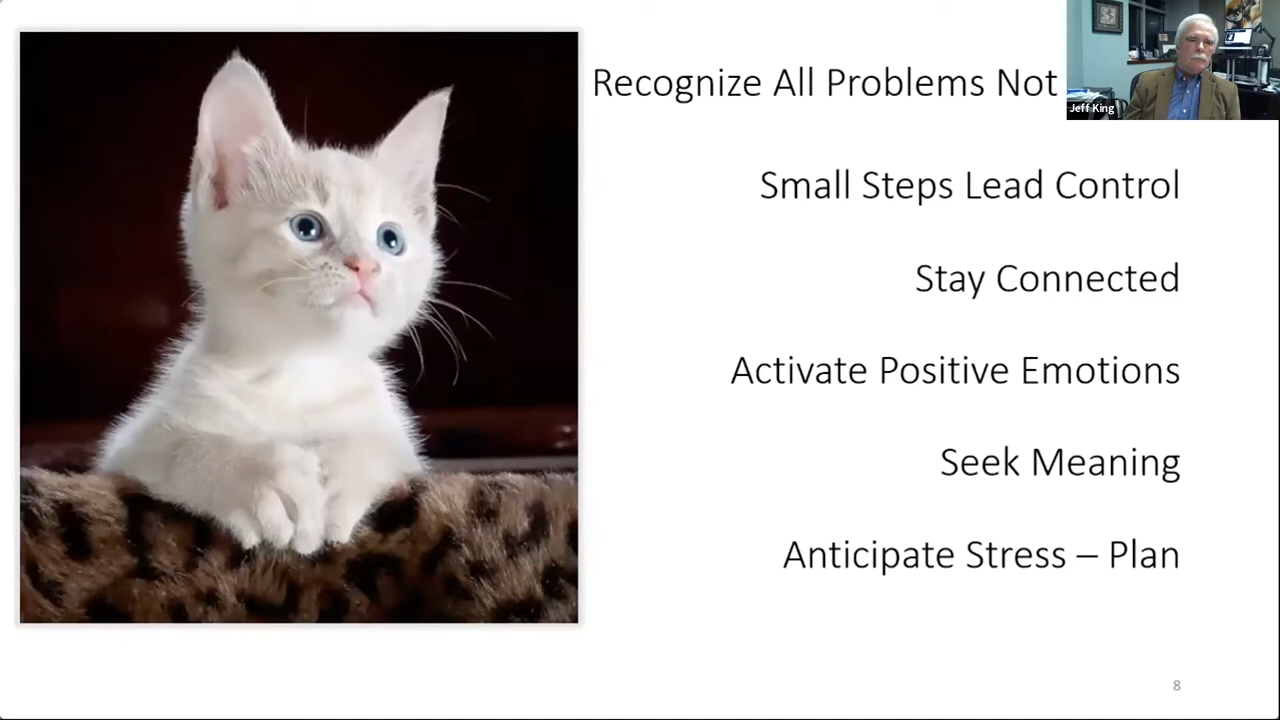 Recognize All Problems Not
Jeff King
Small Steps Lead Control
Stay Connected
Activate Positive Emotions
Seek Meaning
Anticipate Stress – Plan
8